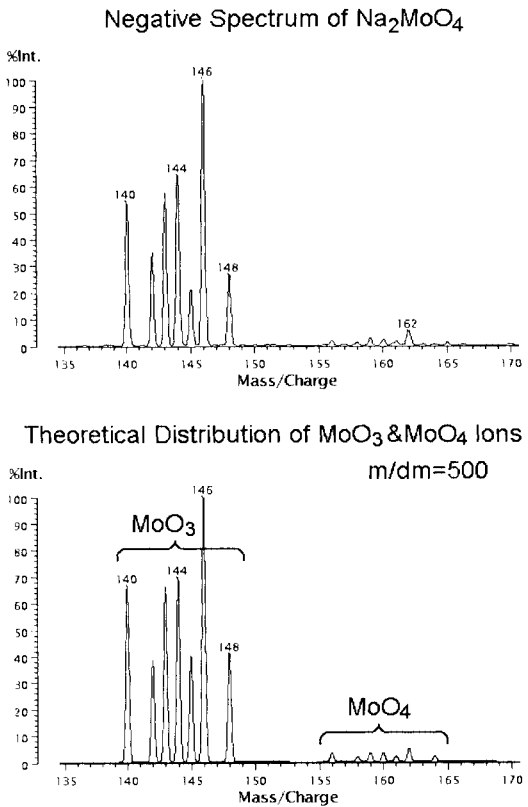 Negative Spectrum of Na₂MoO₄
%Int.
100
90
80
70
60
50
40
30
20
10
0
140
144
146
148
162
135 140 145 150 155 160 165 170
Mass/Charge
Theoretical Distribution of MoO₃ &MoO₄ Ions
%Int.
m/dm=500
100
90
80
70
60
50
40
30
20
10
0
MoO₃
140
144
146
148
MoO₄
135 140 145 150 155 160 165 170
Mass/Charge